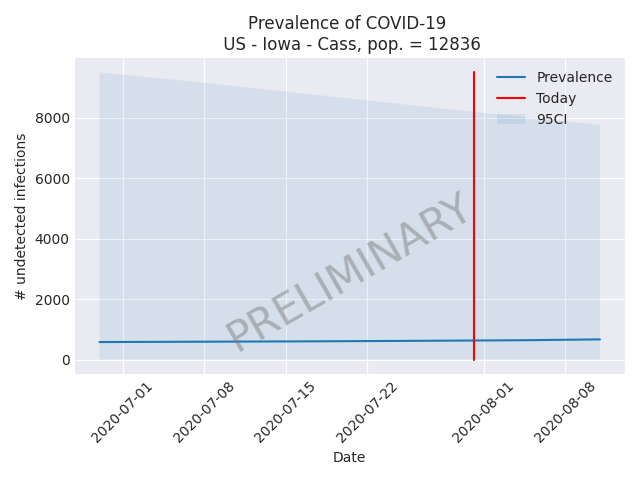 Prevalence of COVID-19
US - Iowa - Cass, pop. = 12836
Prevalence
Today
95CI
# undetected infections
8000
6000
4000
2000
0
PRELIMINARY
2020-07-01
2020-07-08
2020-07-15
2020-07-22
2020-08-01
2020-08-08
Date